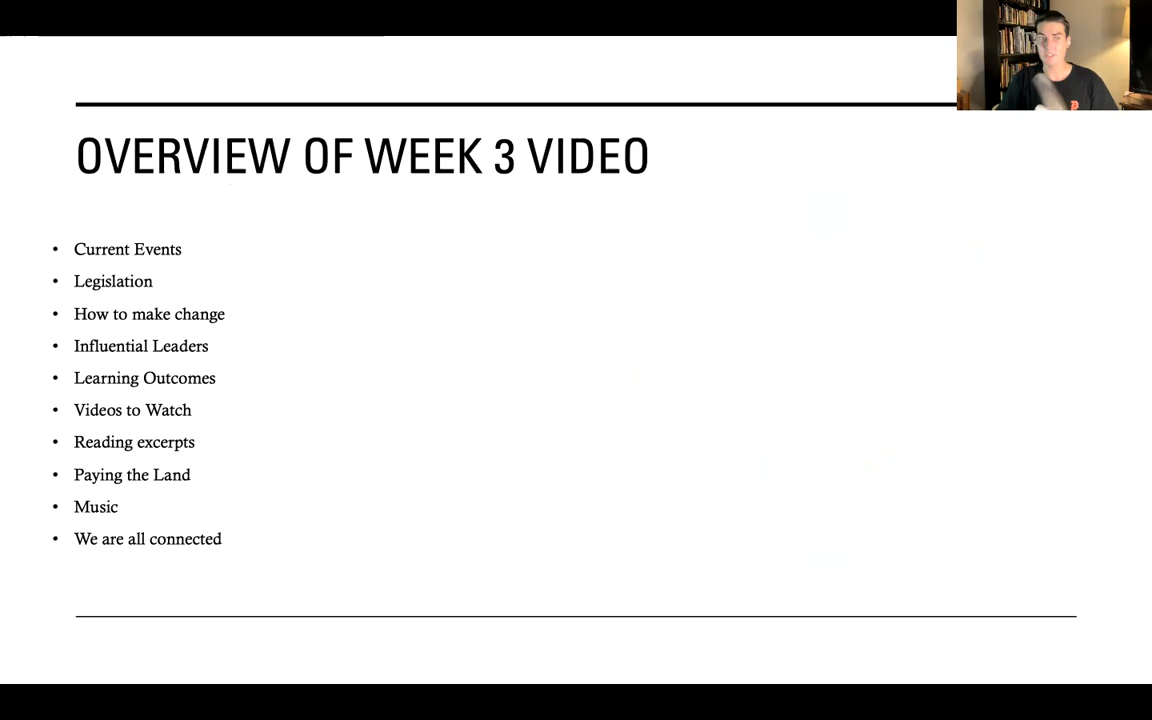 OVERVIEW OF WEEK 3 VIDEO
• Current Events
• Legislation
• How to make change
• Influential Leaders
• Learning Outcomes
• Videos to Watch
• Reading excerpts
• Paying the Land
• Music
• We are all connected